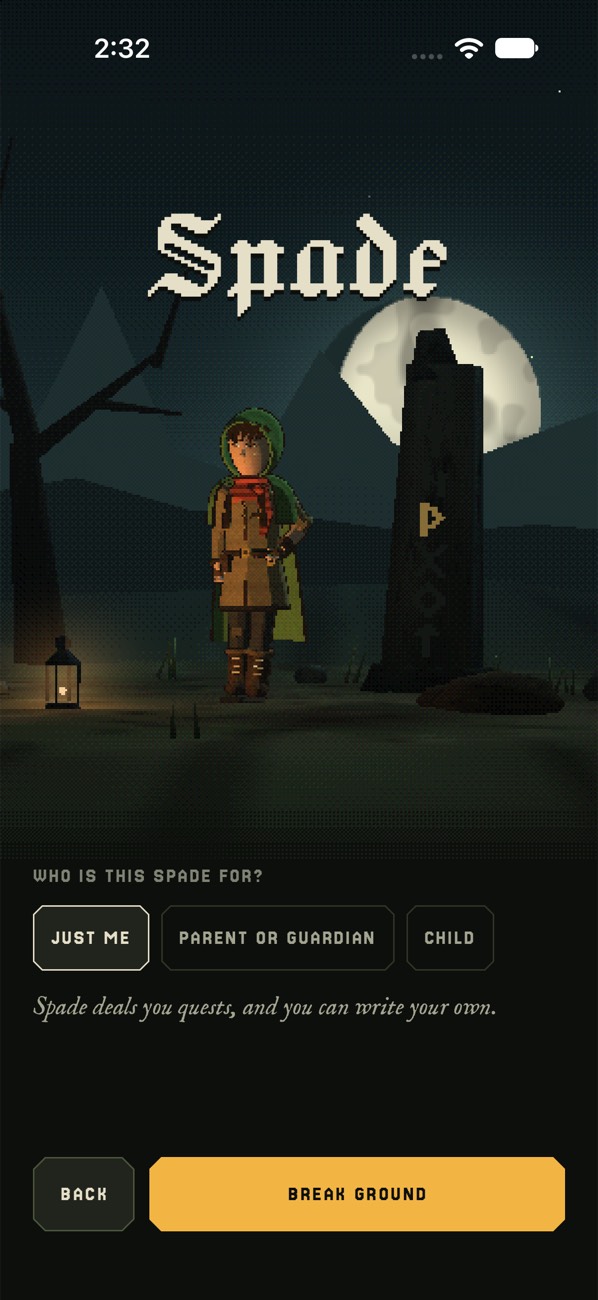 2:32
Spade
ᚹ
WHO IS THIS SPADE FOR?
JUST ME
PARENT OR GUARDIAN
CHILD
Spade deals you quests, and you can write your own.
BACK
BREAK GROUND